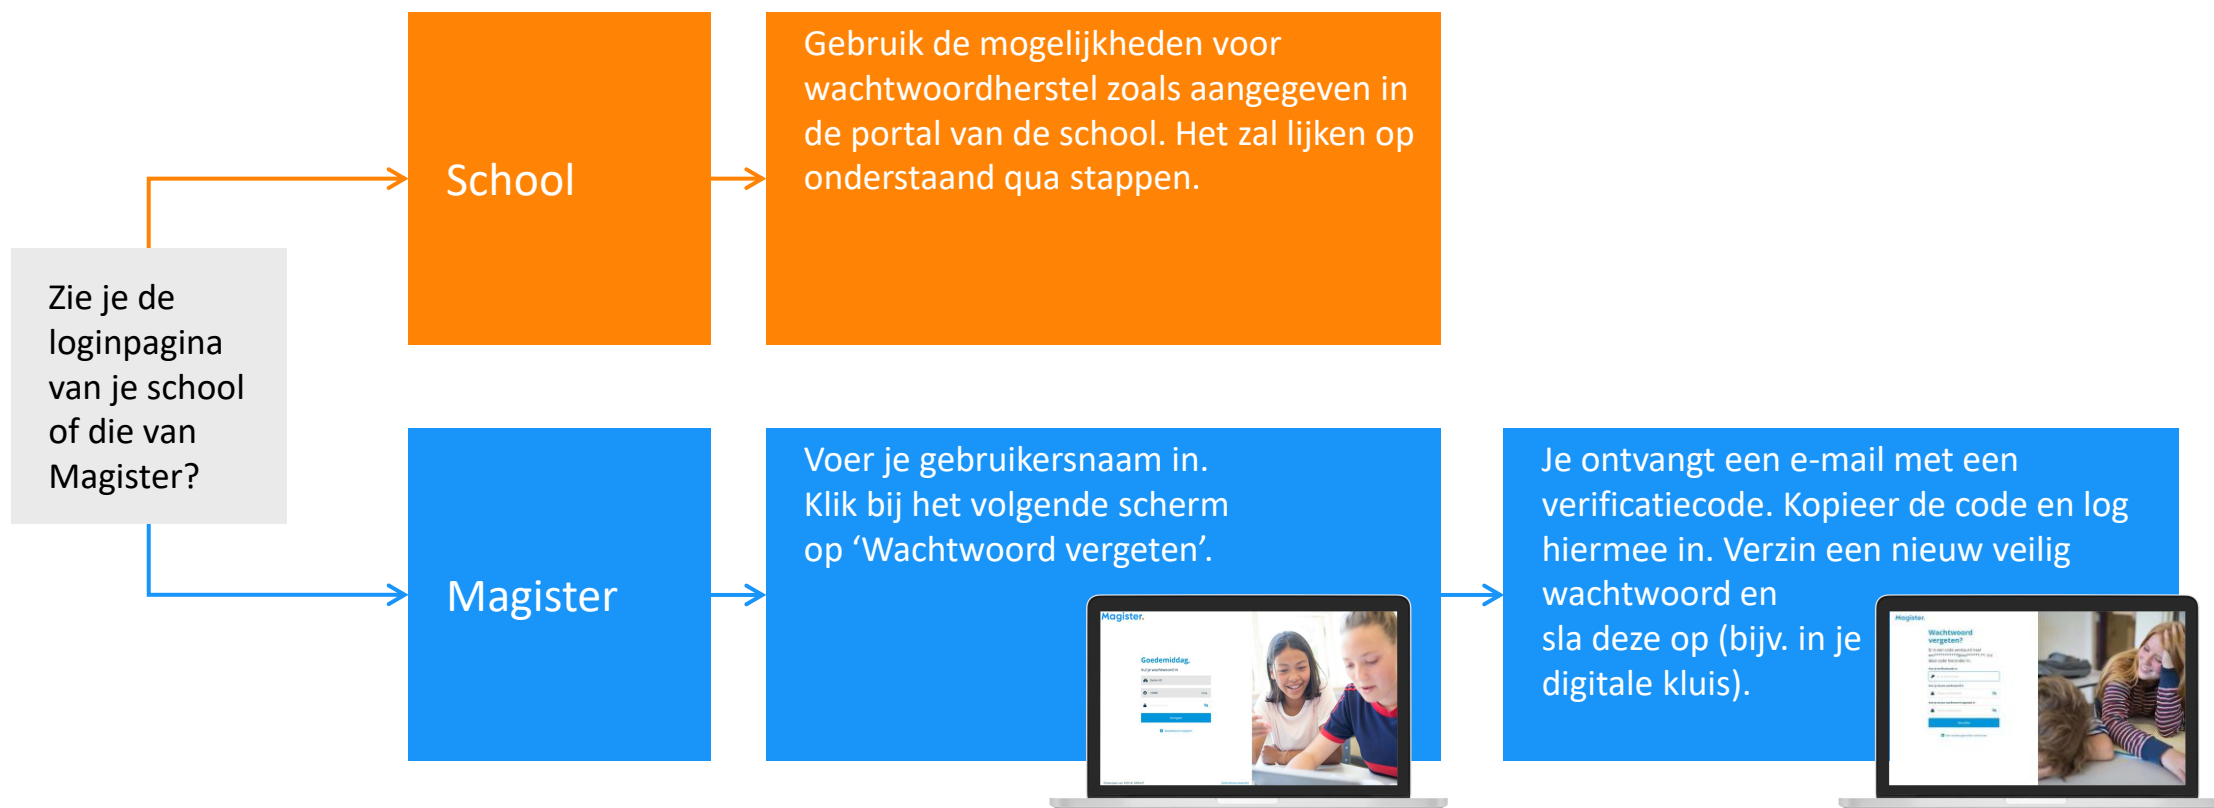 School
Gebruik de mogelijkheden voor
wachtwoordherstel zoals aangegeven in
de portal van de school. Het zal lijken op
onderstaand qua stappen.
Zie je de
loginpagina
van je school
of die van
Magister?
Magister
Voer je gebruikersnaam in.
Klik bij het volgende scherm
op ‘Wachtwoord vergeten’.
Magister.
Goedemiddag,
Je ontvangt een e-mail met een
verificatiecode. Kopieer de code en log
hiermee in. Verzin een nieuw veilig
wachtwoord en
sla deze op (bijv. in je
digitale kluis).
Magister.
Wachtwoord
vergeten?